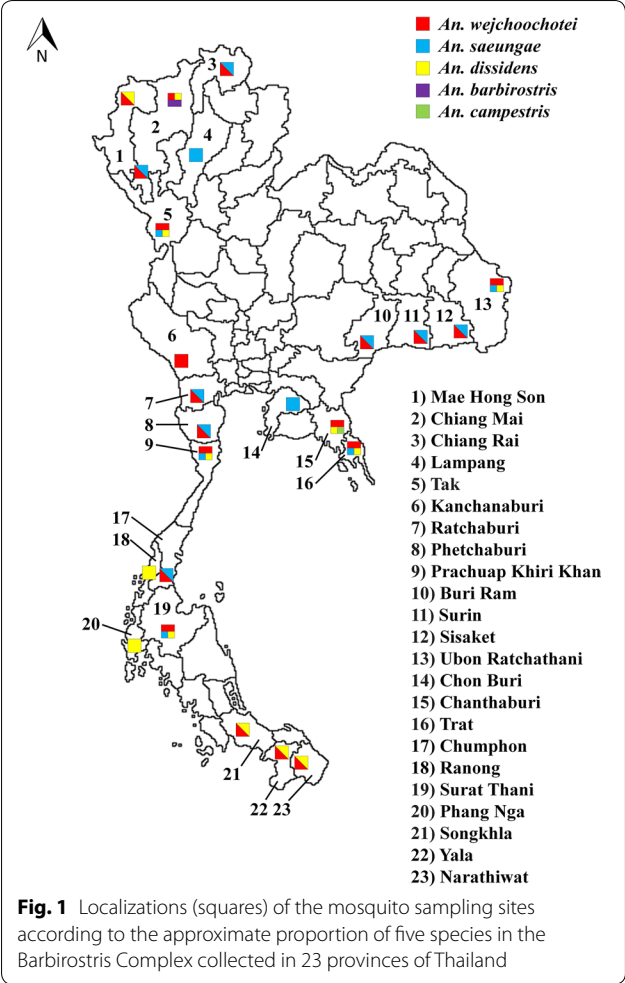 N
An. wejchoochotei
An. saeungae
An. dissidens
An. barbirostris
An. campestris
3
2
4
1
5
13
10 11 12
6
7
8
9
14
15
16
17
18
19
20
21
22 23
1) Mae Hong Son
2) Chiang Mai
3) Chiang Rai
4) Lampang
5) Tak
6) Kanchanaburi
7) Ratchaburi
8) Phetchaburi
9) Prachuap Khiri Khan
10) Buri Ram
11) Surin
12) Sisaket
13) Ubon Ratchathani
14) Chon Buri
15) Chanthaburi
16) Trat
17) Chumphon
18) Ranong
19) Surat Thani
20) Phang Nga
21) Songkhla
22) Yala
23) Narathiwat
Fig. 1 Localizations (squares) of the mosquito sampling sites
according to the approximate proportion of five species in the
Barbirostris Complex collected in 23 provinces of Thailand